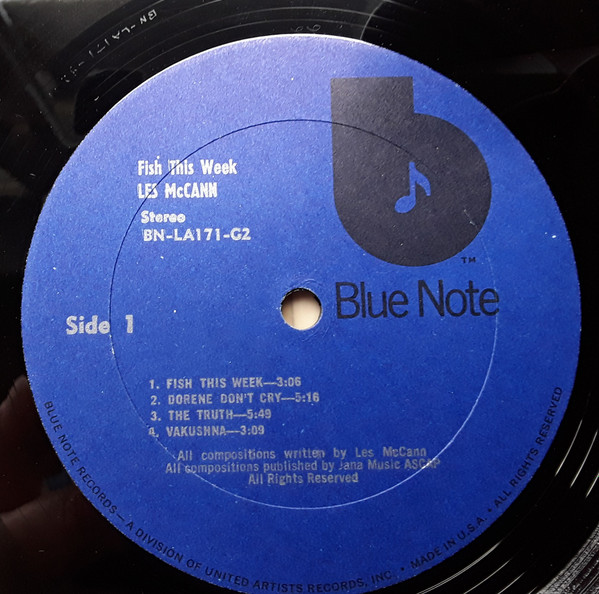 BN-LA171
Fish This Week
LES McCANN
Stereo
BN-LA171-G2
TM
Blue Note
Side 1
1. FISH THIS WEEK—3:06
2. DORENE DON'T CRY—5:16
3. THE TRUTH—5:49
4. VAKUSHNA—3:09
All compositions written by Les McCann
All compositions published by Jana Music ASCAP
All Rights Reserved
BLUE NOTE RECORDS—A DIVISION OF UNITED ARTISTS RECORDS, INC. • MADE IN U.S.A. • ALL RIGHTS RESERVED